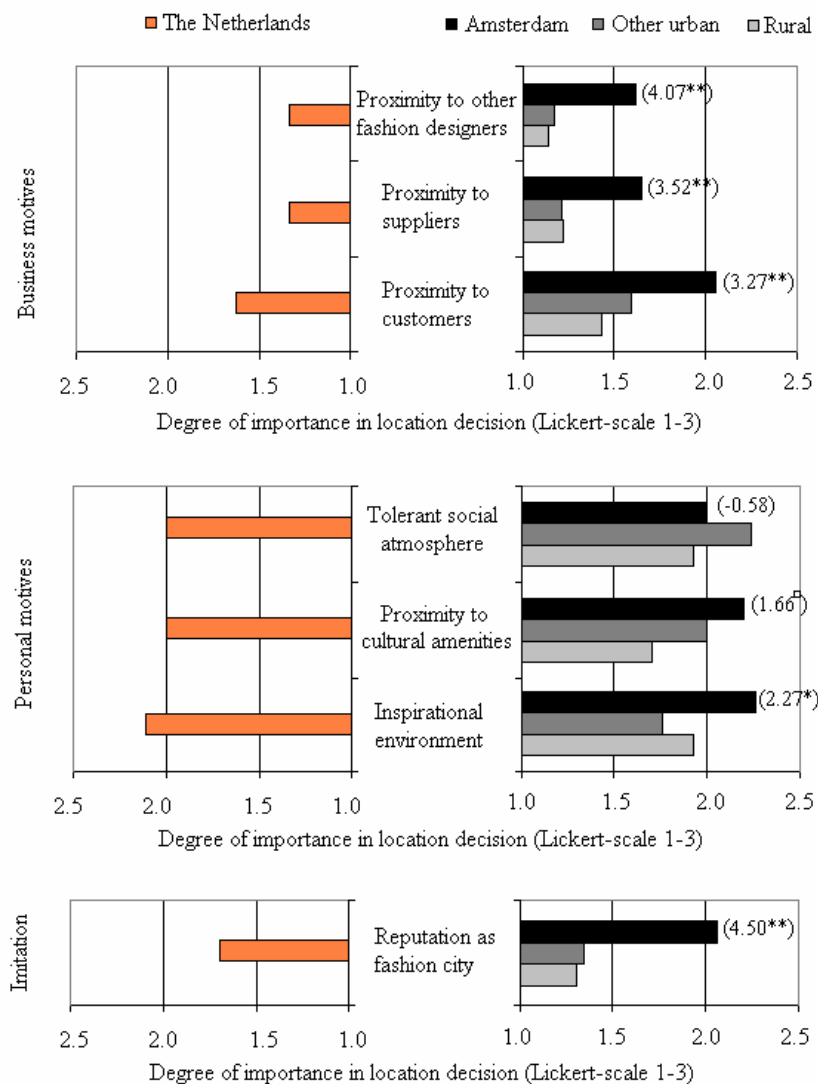 The Netherlands
Amsterdam Other urban Rural
Business motives
Proximity to other
fashion designers
(4.07**)
Proximity to
suppliers
(3.52**)
Proximity to
customers
(3.27**)
2.5 2.0 1.5 1.0 1.0 1.5 2.0 2.5
Degree of importance in location decision (Lickert-scale 1-3)
Personal motives
Tolerant social
atmosphere
(-0.58)
Proximity to
cultural amenities
(1.66▫)
Inspirational
environment
(2.27*)
2.5 2.0 1.5 1.0 1.0 1.5 2.0 2.5
Degree of importance in location decision (Lickert-scale 1-3)
Imitation
Reputation as
fashion city
(4.50**)
2.5 2.0 1.5 1.0 1.0 1.5 2.0 2.5
Degree of importance in location decision (Lickert-scale 1-3)